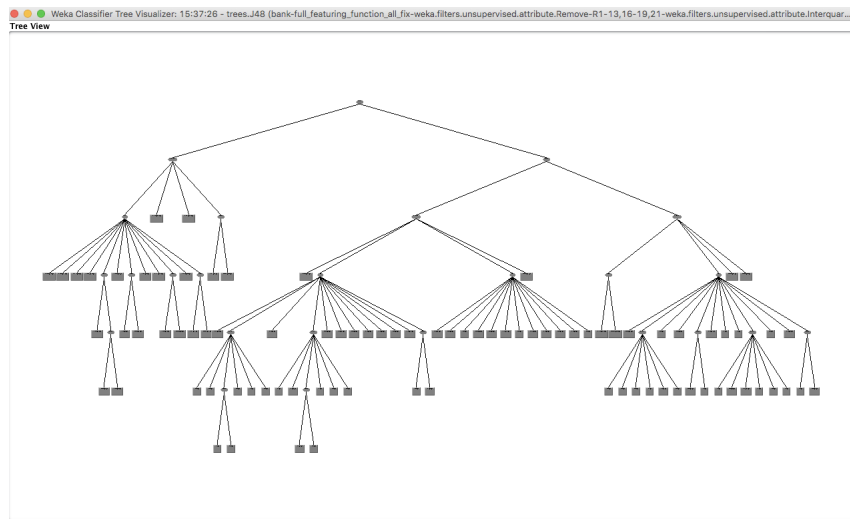 Weka Classifier Tree Visualizer: 15:37:26 - trees.J48 (bank-full_featuring_function_all_fix-weka.filters.unsupervised.attribute.Remove-R1-13,16-19,21-weka.filters.unsupervised.attribute.Interquar...
Tree View